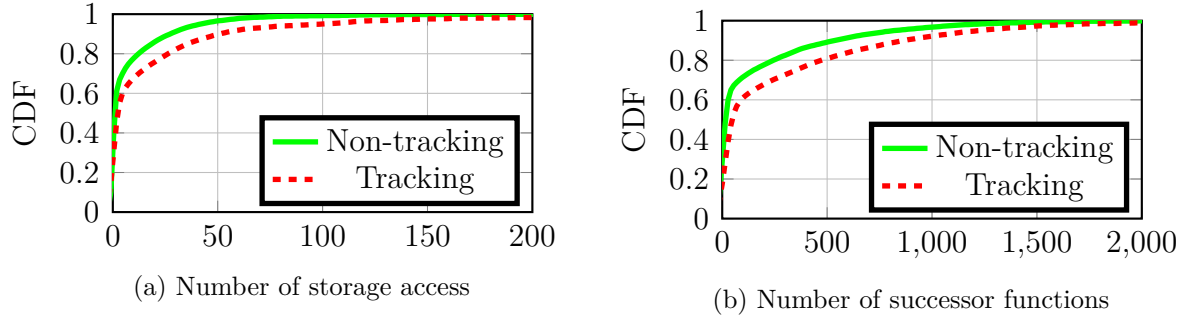 1
0.8
0.6
0.4
0.2
0
CDF
Non-tracking
Tracking
0 50 100 150 200
(a) Number of storage access
1
0.8
0.6
0.4
0.2
0
CDF
Non-tracking
Tracking
0 500 1,000 1,500 2,000
(b) Number of successor functions